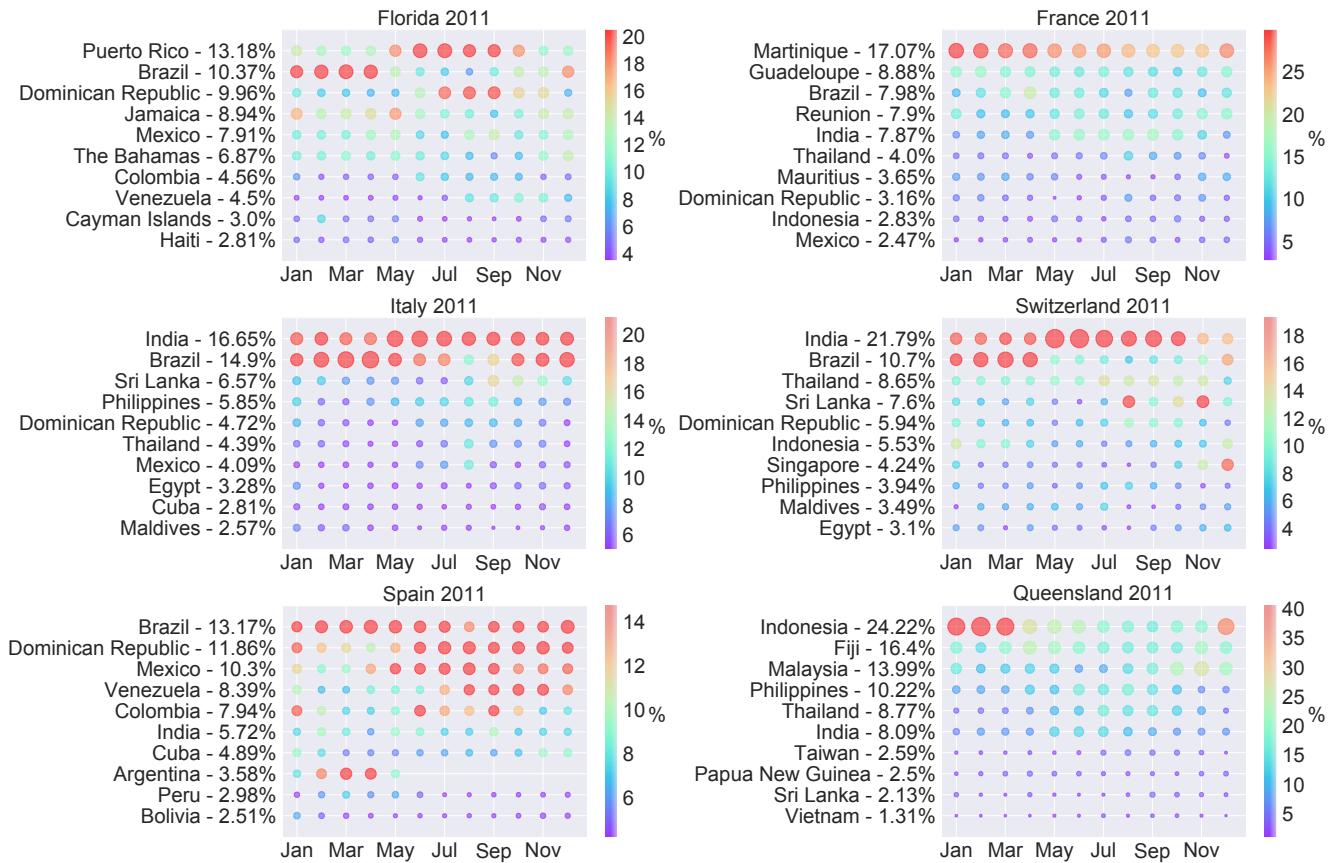 Florida 2011
Puerto Rico - 13.18%
Brazil - 10.37%
Dominican Republic - 9.96%
Jamaica - 8.94%
Mexico - 7.91%
The Bahamas - 6.87%
Colombia - 4.56%
Venezuela - 4.5%
Cayman Islands - 3.0%
Haiti - 2.81%
Jan Mar May Jul Sep Nov
20
18
16
14
12
10
8
6
4
%
France 2011
Martinique - 17.07%
Guadeloupe - 8.88%
Brazil - 7.98%
Reunion - 7.9%
India - 7.87%
Thailand - 4.0%
Mauritius - 3.65%
Dominican Republic - 3.16%
Indonesia - 2.83%
Mexico - 2.47%
Jan Mar May Jul Sep Nov
25
20
15
10
5
%
Italy 2011
India - 16.65%
Brazil - 14.9%
Sri Lanka - 6.57%
Philippines - 5.85%
Dominican Republic - 4.72%
Thailand - 4.39%
Mexico - 4.09%
Egypt - 3.28%
Cuba - 2.81%
Maldives - 2.57%
Jan Mar May Jul Sep Nov
20
18
16
14
12
10
8
6
%
Switzerland 2011
India - 21.79%
Brazil - 10.7%
Thailand - 8.65%
Sri Lanka - 7.6%
Dominican Republic - 5.94%
Indonesia - 5.53%
Singapore - 4.24%
Philippines - 3.94%
Maldives - 3.49%
Egypt - 3.1%
Jan Mar May Jul Sep Nov
18
16
14
12
10
8
6
4
%
Spain 2011
Brazil - 13.17%
Dominican Republic - 11.86%
Mexico - 10.3%
Venezuela - 8.39%
Colombia - 7.94%
India - 5.72%
Cuba - 4.89%
Argentina - 3.58%
Peru - 2.98%
Bolivia - 2.51%
Jan Mar May Jul Sep Nov
14
12
10
8
6
%
Queensland 2011
Indonesia - 24.22%
Fiji - 16.4%
Malaysia - 13.99%
Philippines - 10.22%
Thailand - 8.77%
India - 8.09%
Taiwan - 2.59%
Papua New Guinea - 2.5%
Sri Lanka - 2.13%
Vietnam - 1.31%
Jan Mar May Jul Sep Nov
40
35
30
25
20
15
10
5
%